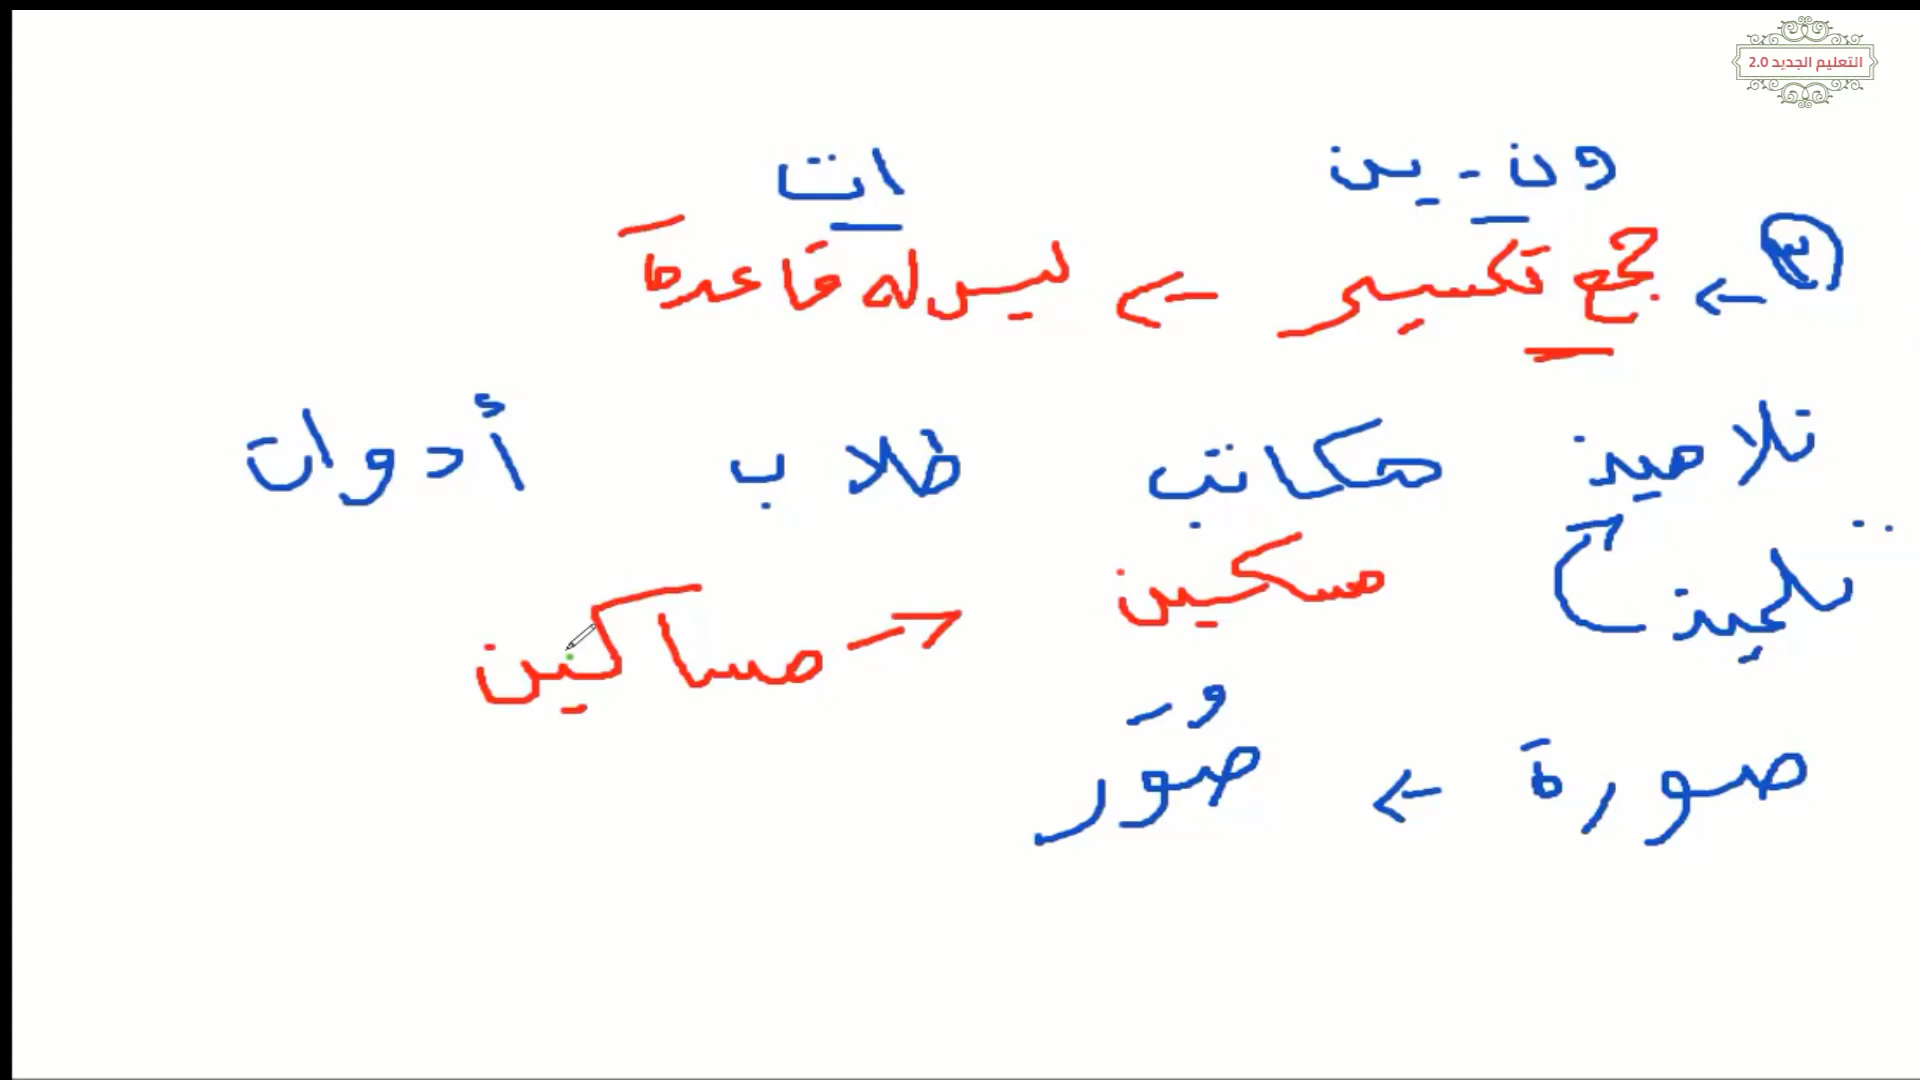 التعليم الجديد 2.0
ون - ين ات
٣ ← جمع تكسير ← ليس له قاعدة
تلاميذ مكاتب طلاب أدوات
تلميذ مسكين
مساكين
صورة ← صُوَر